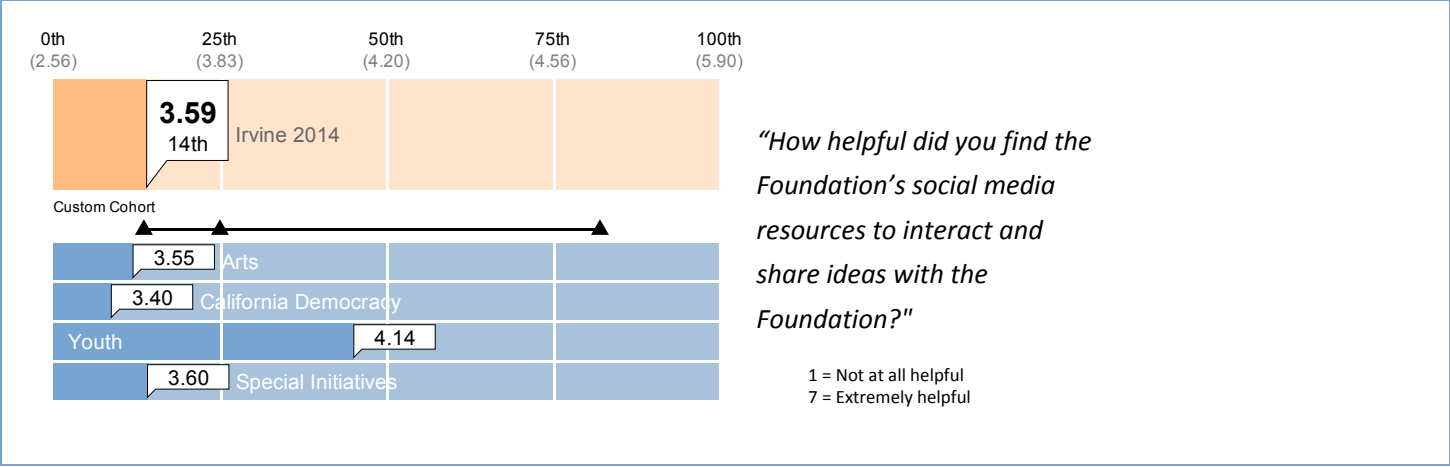 0th 25th 50th 75th 100th
(2.56) (3.83) (4.20) (4.56) (5.90)
3.59
14th
Irvine 2014
Custom Cohort
3.55 Arts
3.40 California Democracy
Youth 4.14
3.60 Special Initiatives
“How helpful did you find the
Foundation’s social media
resources to interact and
share ideas with the
Foundation?"
1 = Not at all helpful
7 = Extremely helpful